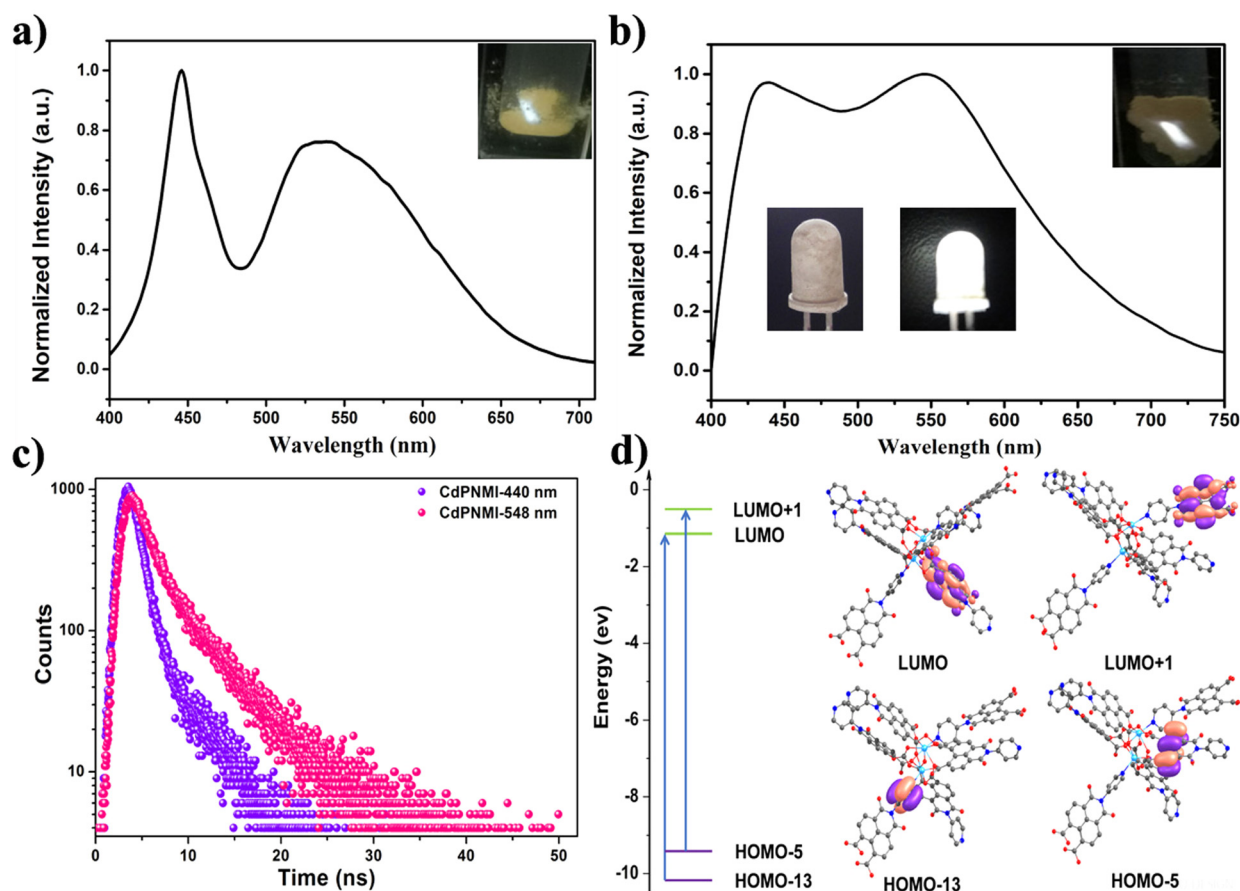 a)
Normalized Intensity (a.u.)
1.0
0.8
0.6
0.4
0.2
0.0
400 450 500 550 600 650 700
Wavelength (nm)
b)
Normalized Intensity (a.u.)
1.0
0.8
0.6
0.4
0.2
0.0
400 450 500 550 600 650 700 750
Wavelength (nm)
c)
Counts
1000
100
10
CdPNMI-440 nm
CdPNMI-548 nm
0 5 10 20 30 40 50
Time (ns)
d)
Energy (ev)
0
-2
-4
-6
-8
-10
LUMO+1
LUMO
HOMO-5
HOMO-13
LUMO
LUMO+1
HOMO-13
HOMO-5